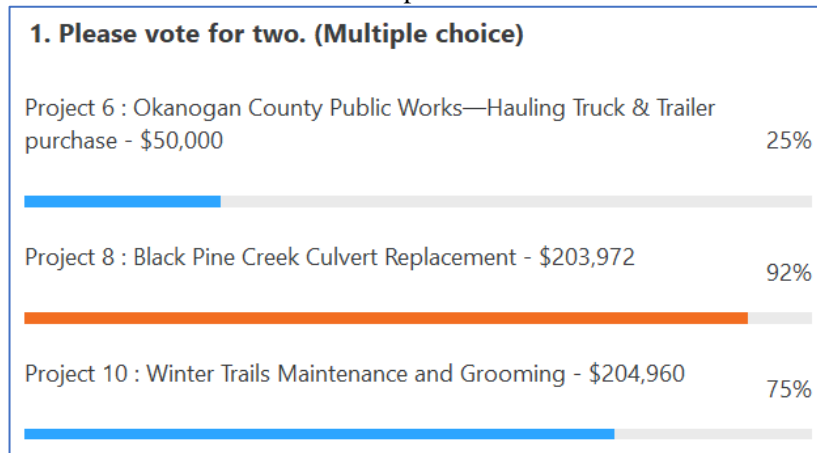 1. Please vote for two. (Multiple choice)
Project 6 : Okanogan County Public Works—Hauling Truck & Trailer
purchase - $50,000
25%
Project 8 : Black Pine Creek Culvert Replacement - $203,972
92%
Project 10 : Winter Trails Maintenance and Grooming - $204,960
75%